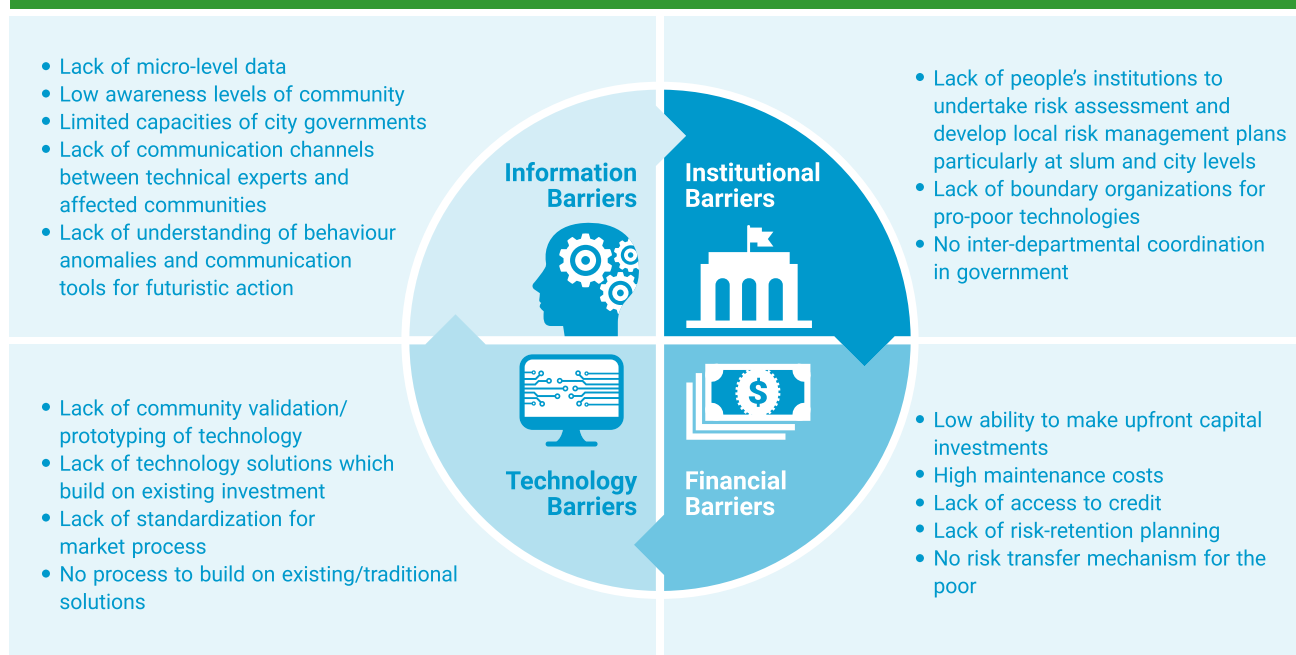 • Lack of micro-level data
• Low awareness levels of community
• Limited capacities of city governments
• Lack of communication channels
between technical experts and
affected communities
• Lack of understanding of behaviour
anomalies and communication
tools for futuristic action
Information
Barriers
Institutional
Barriers
• Lack of people’s institutions to
undertake risk assessment and
develop local risk management plans
particularly at slum and city levels
• Lack of boundary organizations for
pro-poor technologies
• No inter-departmental coordination
in government
• Lack of community validation/
prototyping of technology
• Lack of technology solutions which
build on existing investment
• Lack of standardization for
market process
• No process to build on existing/traditional
solutions
Technology
Barriers
$
Financial
Barriers
• Low ability to make upfront capital
investments
• High maintenance costs
• Lack of access to credit
• Lack of risk-retention planning
• No risk transfer mechanism for the
poor